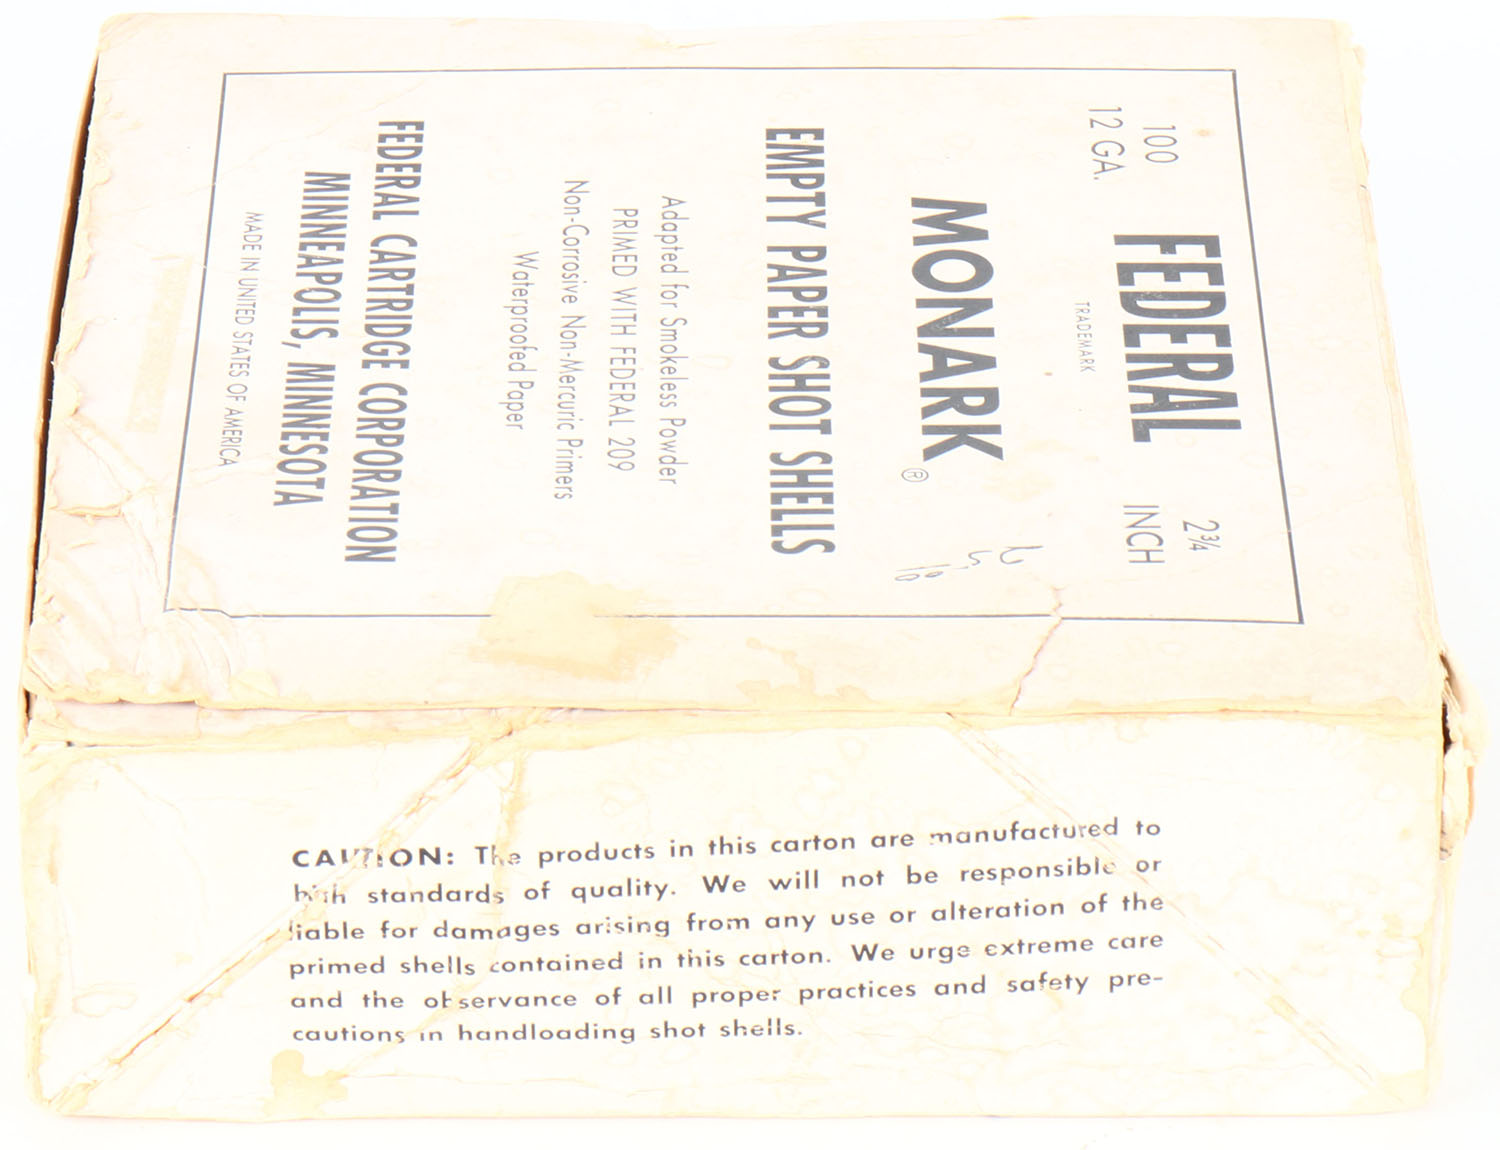 100
12 GA.
FEDERAL
TRADEMARK
2¾
INCH
MONARK®
EMPTY PAPER SHOT SHELLS
Adapted for Smokeless Powder
PRIMED WITH FEDERAL 209
Non-Corrosive Non-Mercuric Primers
Waterproofed Paper
FEDERAL CARTRIDGE CORPORATION
MINNEAPOLIS, MINNESOTA
MADE IN UNITED STATES OF AMERICA
CAUTION: The products in this carton are manufactured to
high standards of quality. We will not be responsible or
liable for damages arising from any use or alteration of the
primed shells contained in this carton. We urge extreme care
and the observance of all proper practices and safety pre-
cautions in handloading shot shells.